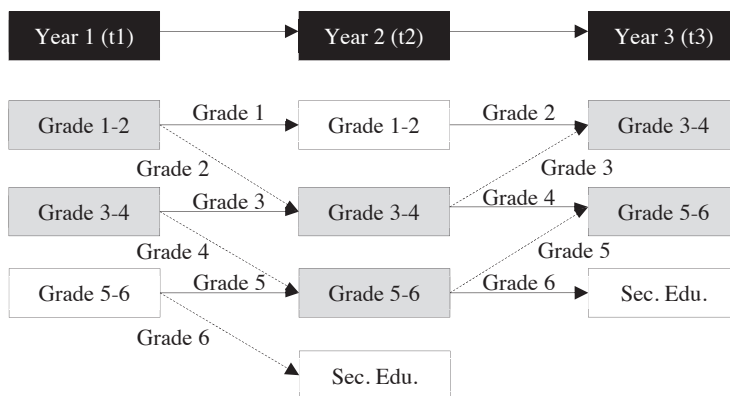 Year 1 (t1)
Year 2 (t2)
Year 3 (t3)
Grade 1-2
Grade 1
Grade 1-2
Grade 2
Grade 3-4
Grade 2
Grade 3
Grade 3-4
Grade 3
Grade 3-4
Grade 4
Grade 5-6
Grade 4
Grade 5
Grade 5-6
Grade 5
Grade 5-6
Grade 6
Sec. Edu.
Grade 6
Sec. Edu.